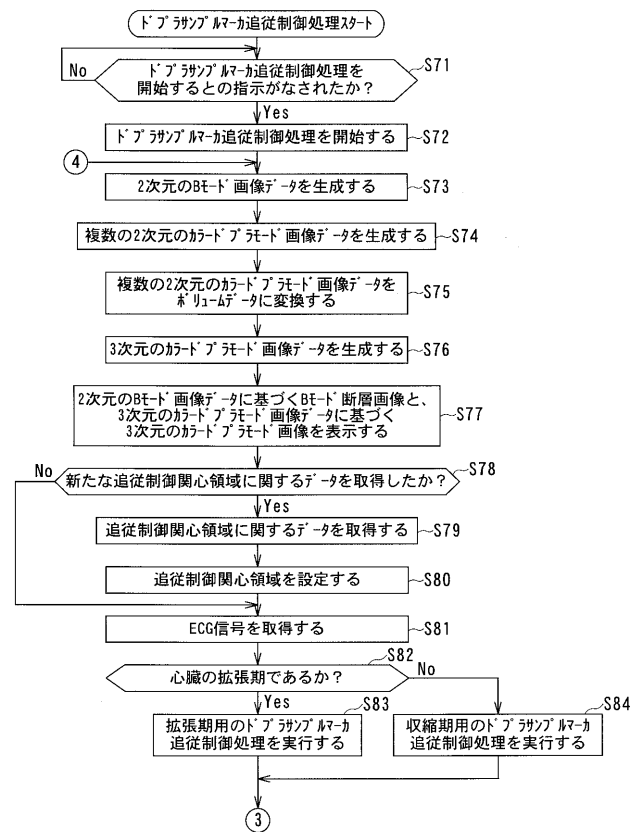 ドプラサンプルマーカ追従制御処理スタート
No
ドプラサンプルマーカ追従制御処理を
開始するとの指示がなされたか？
S71
Yes
ドプラサンプルマーカ追従制御処理を開始する
S72
4
2次元のBモード画像データを生成する
S73
複数の2次元のカラードプラモード画像データを生成する
S74
複数の2次元のカラードプラモード画像データを
ボリュームデータに変換する
S75
3次元のカラードプラモード画像データを生成する
S76
2次元のBモード画像データに基づくBモード断層画像と、
3次元のカラードプラモード画像データに基づく
3次元のカラードプラモード画像を表示する
S77
No
新たな追従制御関心領域に関するデータを取得したか？
S78
Yes
追従制御関心領域に関するデータを取得する
S79
追従制御関心領域を設定する
S80
ECG信号を取得する
S81
心臓の拡張期であるか？
S82
No
Yes
S83
拡張期用のドプラサンプルマーカ
追従制御処理を実行する
S84
収縮期用のドプラサンプルマーカ
追従制御処理を実行する
3